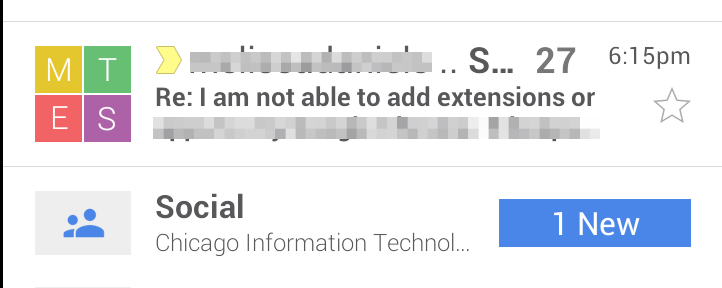 M T
E S
.. S... 27 6:15pm
Re: I am not able to add extensions or
Social
1 New
Chicago Information Technol...